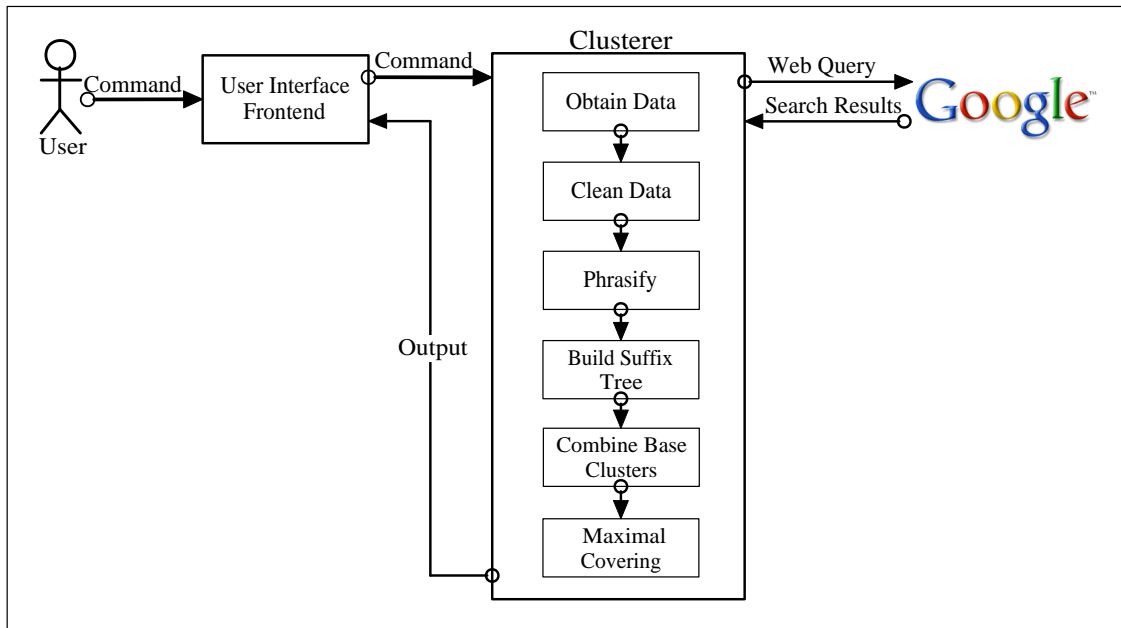 Clusterer
Command
User
User Interface
Frontend
Command
Web Query
Search Results
Google™
Obtain Data
Clean Data
Phrasify
Build Suffix
Tree
Combine Base
Clusters
Maximal
Covering
Output